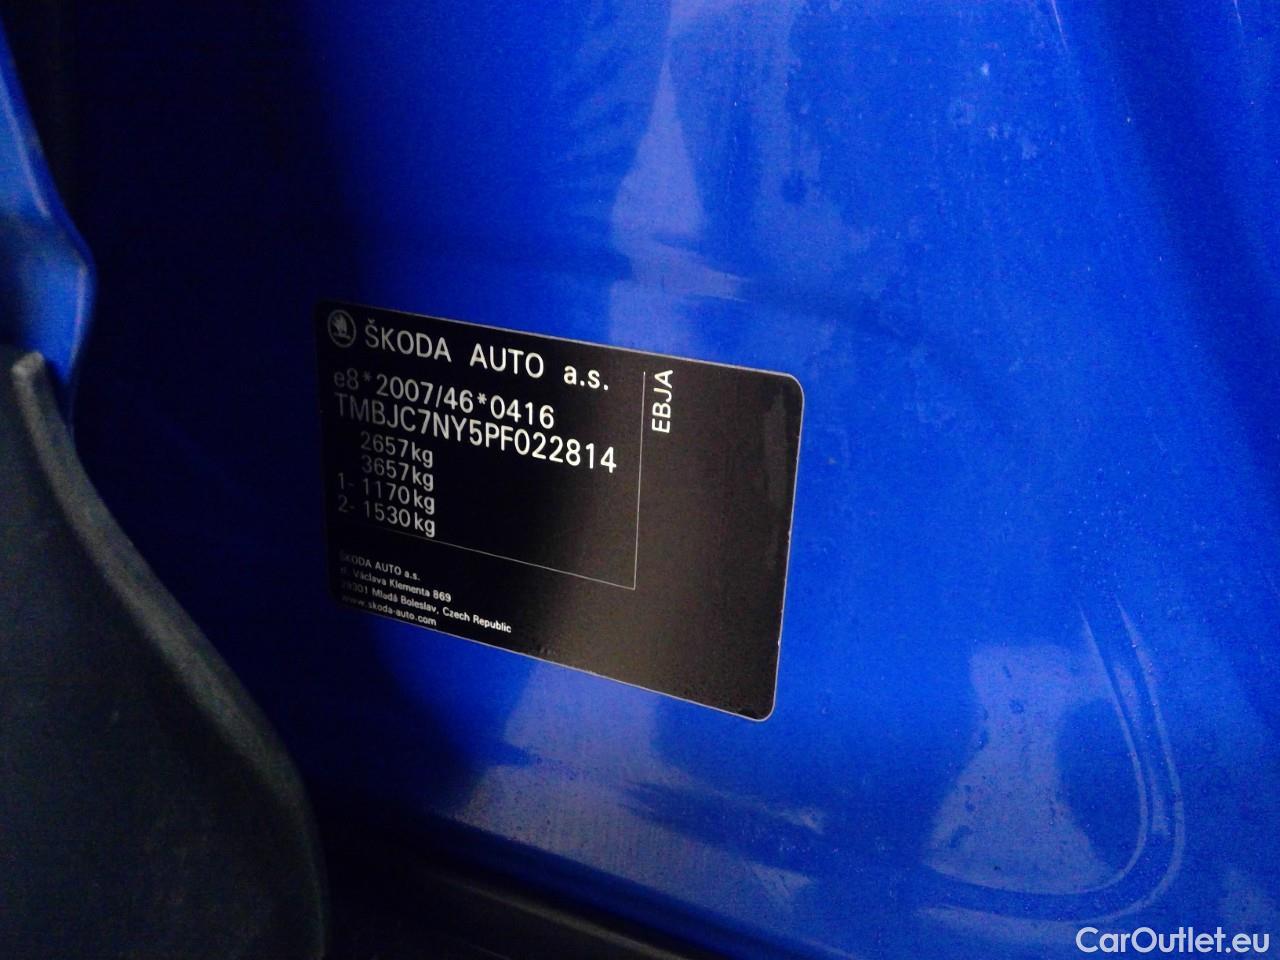 ŠKODA AUTO a.s.
e8*2007/46*0416
TMBJC7NY5PF022814
2657kg
3657kg
1- 1170kg
2- 1530kg
EBJA
ŠKODA AUTO a.s.
tř. Václava Klementa 869
29301 Mladá Boleslav, Czech Republic
www.skoda-auto.com
CarOutlet.eu